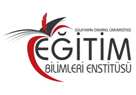 SÜLEYMAN DEMİREL ÜNİVERSİTESİ
EĞİTİM
BİLİMLERİ ENSTİTÜSÜ